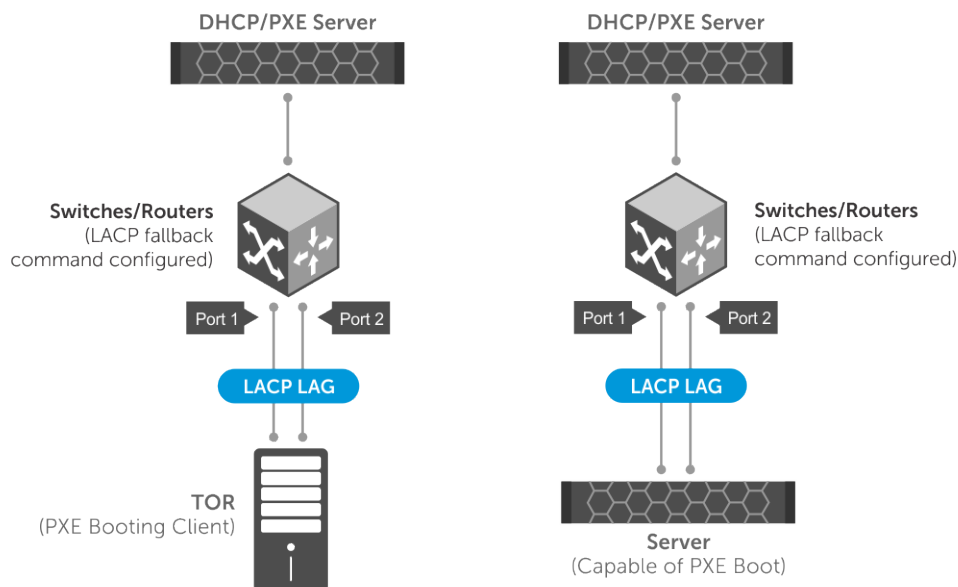 DHCP/PXE Server
Switches/Routers
(LACP fallback
command configured)
Port 1
Port 2
LACP LAG
TOR
(PXE Booting Client)
DHCP/PXE Server
Switches/Routers
(LACP fallback
command configured)
Port 1
Port 2
LACP LAG
Server
(Capable of PXE Boot)